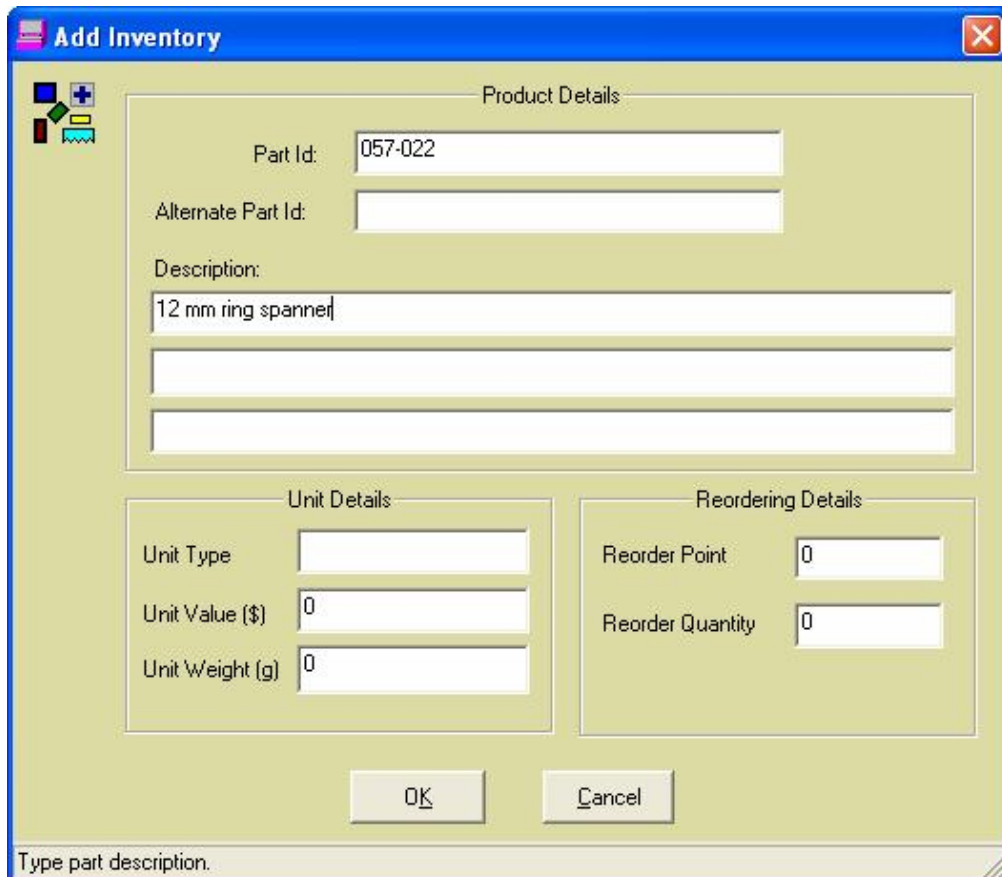 Add Inventory
Product Details
Part Id:
057-022
Alternate Part Id:
Description:
12 mm ring spanner
Unit Details
Unit Type
Unit Value ($)
0
Unit Weight (g)
0
Reordering Details
Reorder Point
0
Reorder Quantity
0
OK
Cancel
Type part description.